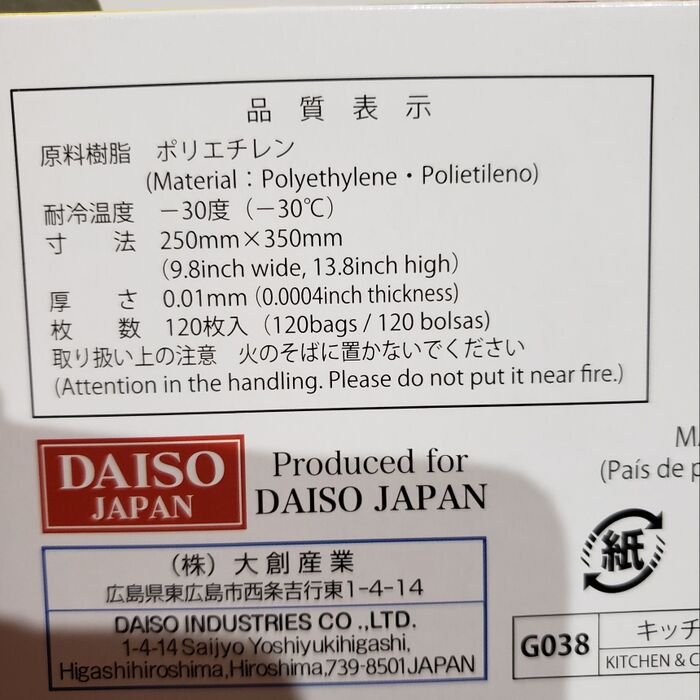 品質表示
原料樹脂 ポリエチレン
(Material：Polyethylene・Polietileno)
耐冷温度 －30度（－30℃）
寸 法 250mm×350mm
（9.8inch wide, 13.8inch high）
厚 さ 0.01mm (0.0004inch thickness)
枚 数 120枚入（120bags / 120 bolsas)
取り扱い上の注意 火のそばに置かないでください
(Attention in the handling. Please do not put it near fire.)
DAISO
JAPAN
Produced for
DAISO JAPAN
(País de
紙
（株）大創産業
広島県東広島市西条吉行東1-4-14
DAISO INDUSTRIES CO .,LTD.
1-4-14 Saijyo Yoshiyukihigashi,
Higashihiroshima,Hiroshima,739-8501JAPAN
G038
キッチ
KITCHEN & C